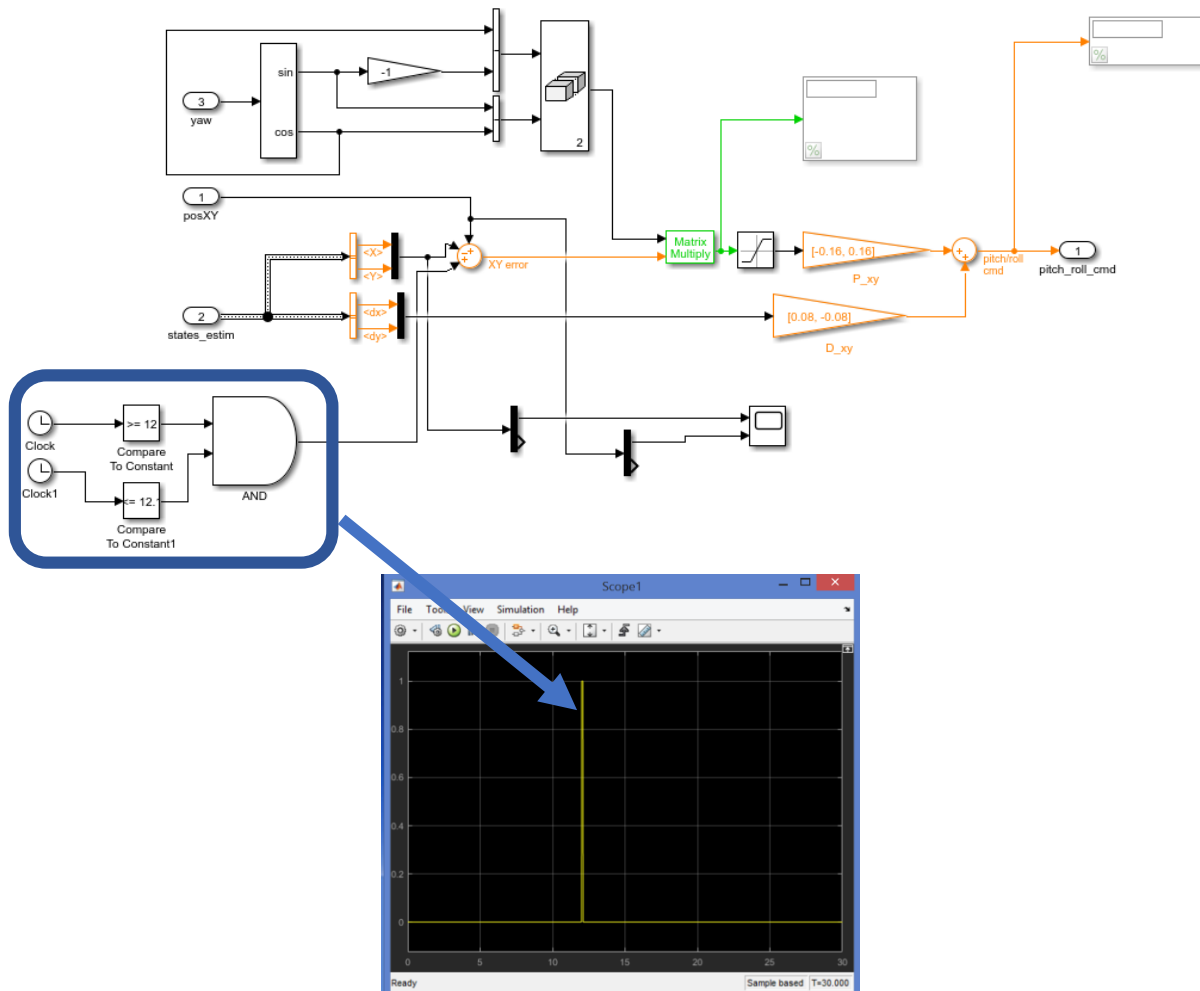 sin
-1
3
yaw
cos
2
1
posXY
<X>
<Y>
XY error
Matrix
Multiply
[-0.16, 0.16]
P_xy
pitch/roll
cmd
1
pitch_roll_cmd
2
states_estim
<dx>
<dy>
[0.08, -0.08]
D_xy
Clock
>= 12
Compare
To Constant
Clock1
<= 12.
Compare
To Constant1
AND
Scope1
File View Simulation Help
1
0.8
0.6
0.4
0.2
0
0 5 10 15 20 25 30
Ready Sample based T=30.000